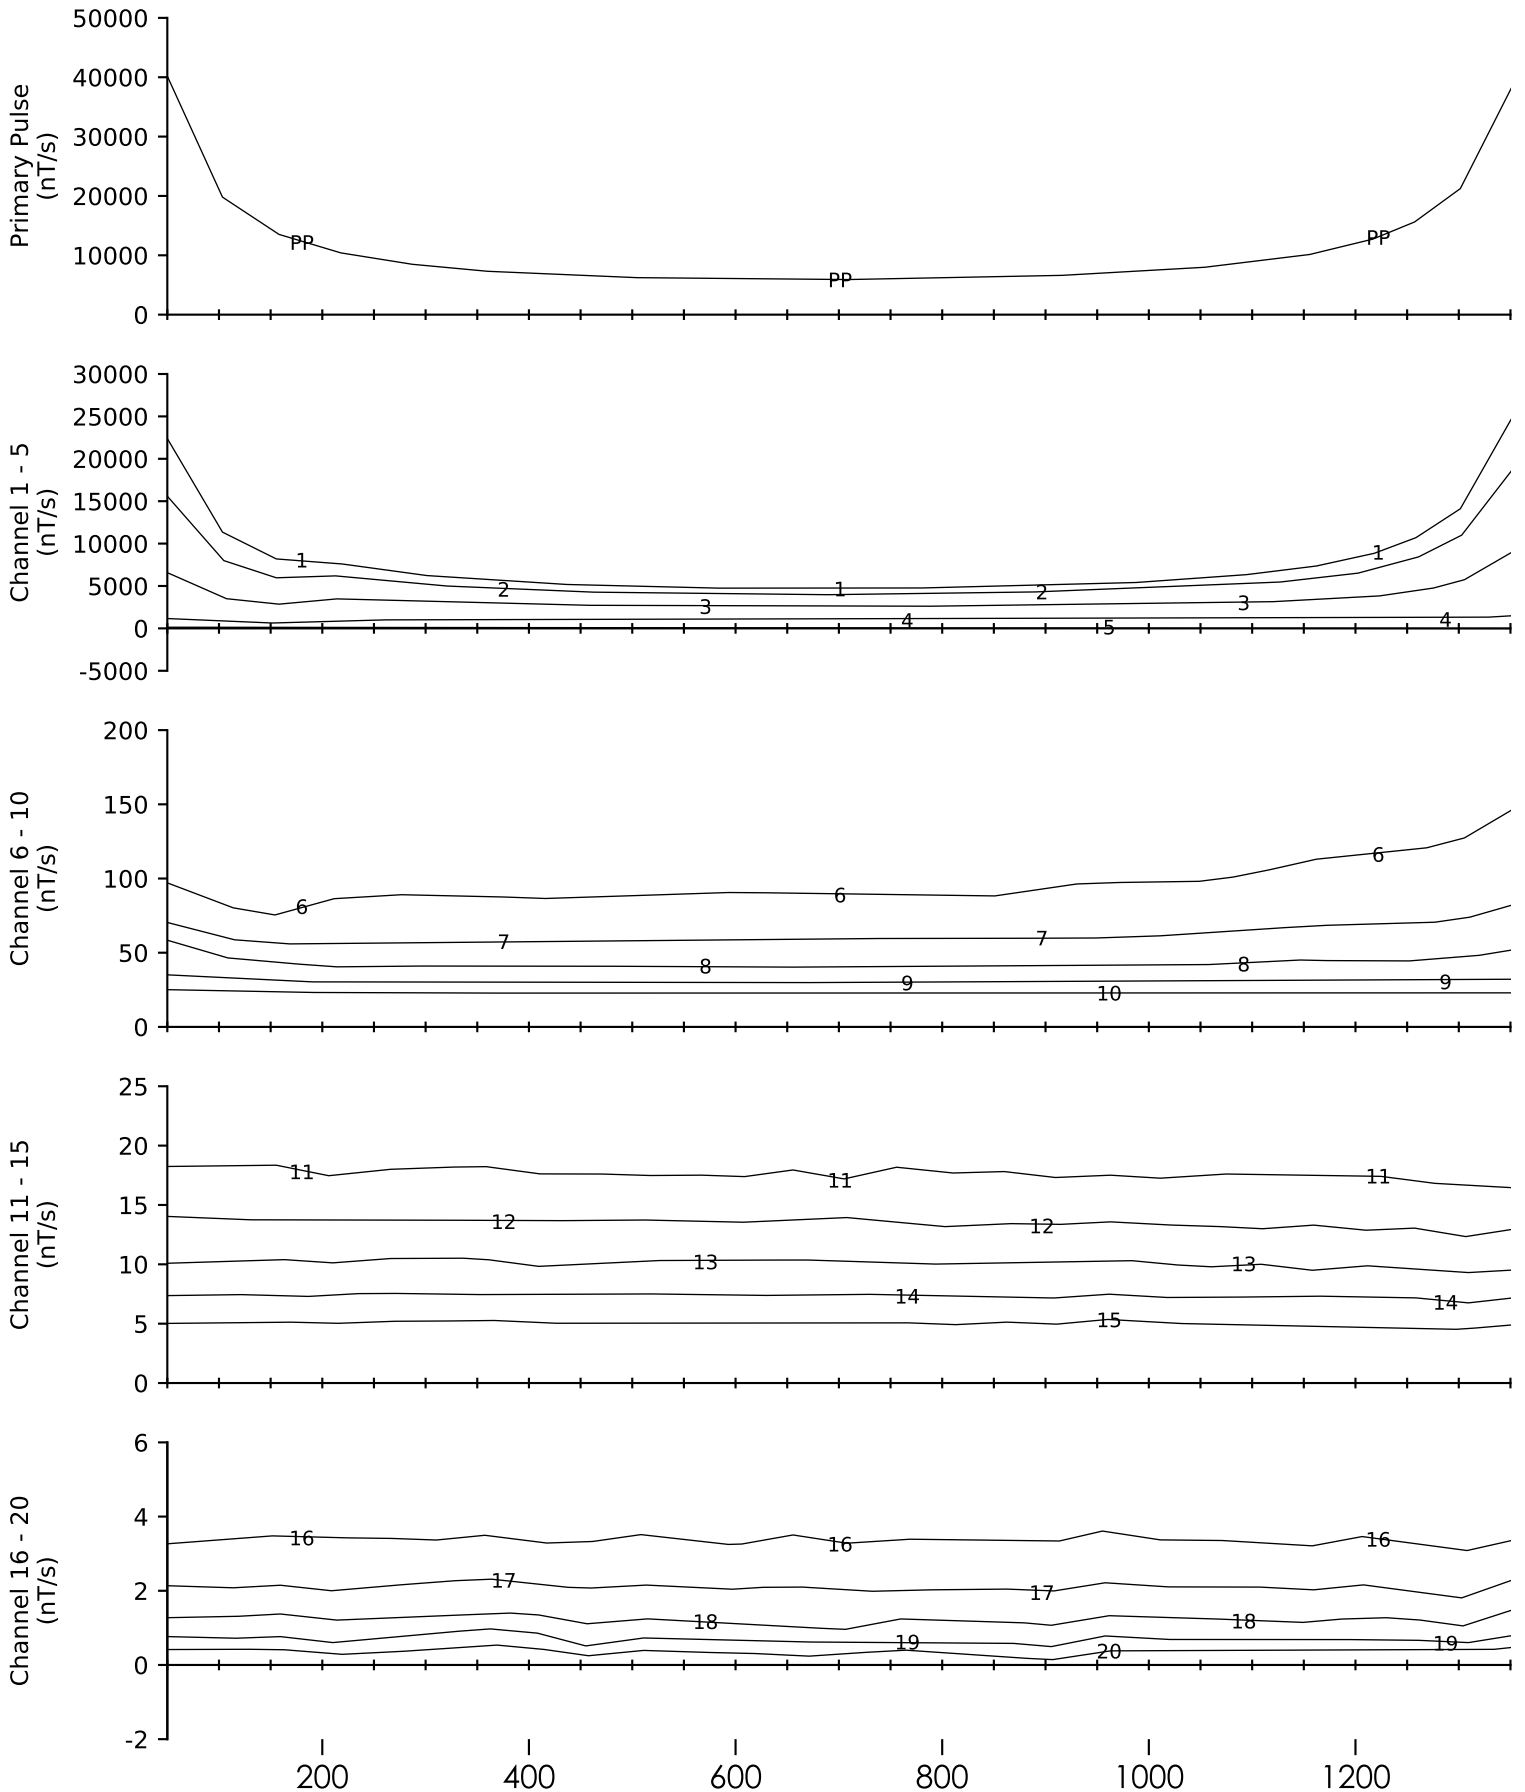 Primary Pulse
(nT/s)
50000
40000
30000
20000
10000
0
PP PP PP
Channel 1 - 5
(nT/s)
30000
25000
20000
15000
10000
5000
0
-5000
1 1 1
2 2
3 3
4 4
5
Channel 6 - 10
(nT/s)
200
150
100
50
0
6 6 6
7 7
8 8
9 9
10
Channel 11 - 15
(nT/s)
25
20
15
10
5
0
11 11 11
12 12
13 13
14 14
15
Channel 16 - 20
(nT/s)
6
4
2
0
-2
16 16 16
17 17
18 18
19 19
20
200 400 600 800 1000 1200